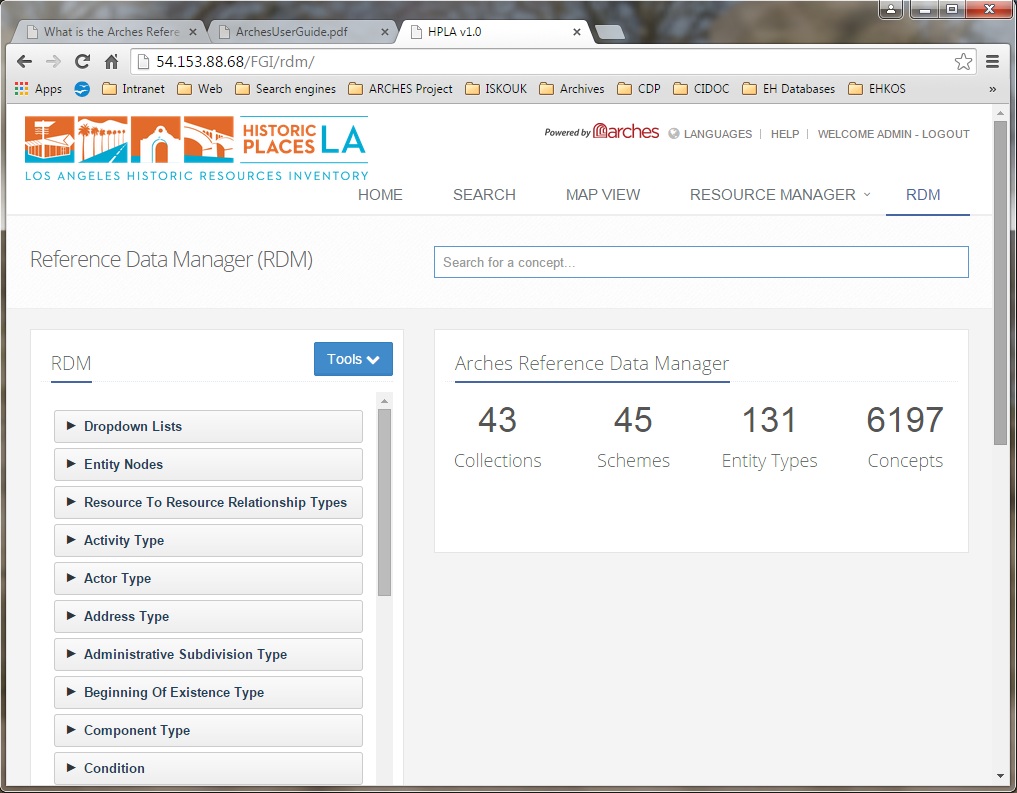 What is the Arches Refere
ArchesUserGuide.pdf
HPLA v1.0
54.153.88.68/FGI/rdm/
Apps
Intranet
Web
Search engines
ARCHES Project
ISKOUK
Archives
CDP
CIDOC
EH Databases
EHKOS
»
HISTORIC
PLACES LA
LOS ANGELES HISTORIC RESOURCES INVENTORY
Powered by arches
LANGUAGES | HELP | WELCOME ADMIN - LOGOUT
HOME
SEARCH
MAP VIEW
RESOURCE MANAGER
RDM
Reference Data Manager (RDM)
Search for a concept...
RDM
Tools
Dropdown Lists
Entity Nodes
Resource To Resource Relationship Types
Activity Type
Actor Type
Address Type
Administrative Subdivision Type
Beginning Of Existence Type
Component Type
Condition
Arches Reference Data Manager
43 45 131 6197
Collections Schemes Entity Types Concepts